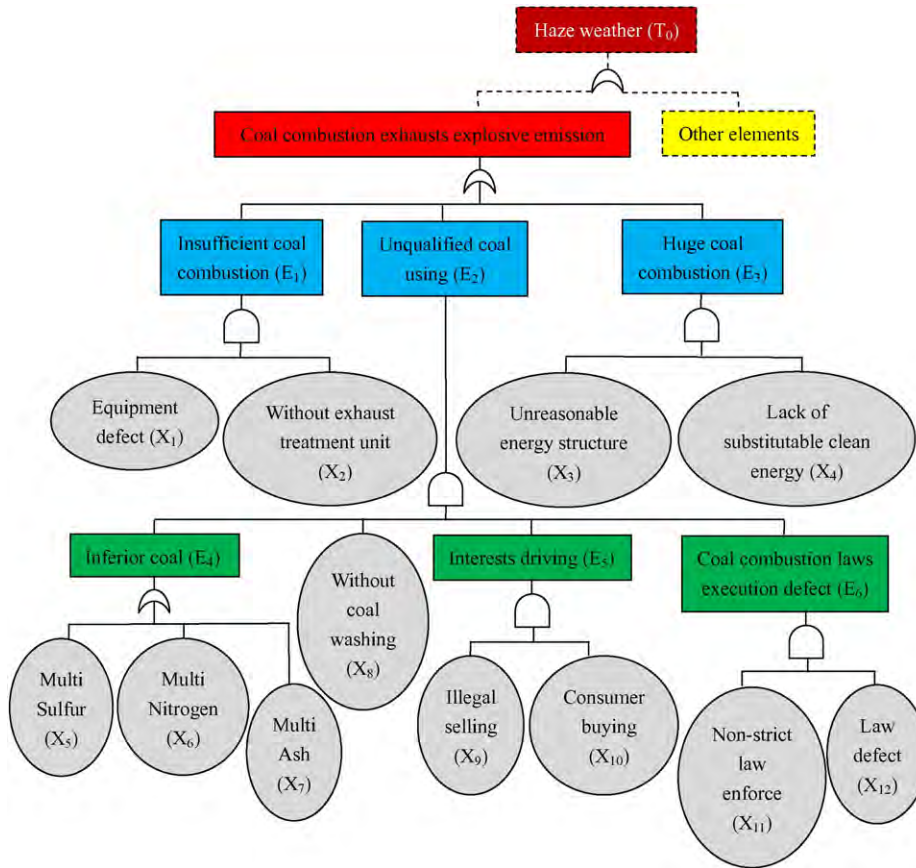 Haze weather (T₀)
Coal combustion exhausts explosive emission
Other elements
Insufficient coal
combustion (E₁)
Unqualified coal
using (E₂)
Huge coal
combustion (E₃)
Equipment
defect (X₁)
Without exhaust
treatment unit
(X₂)
Unreasonable
energy structure
(X₃)
Lack of
substitutable clean
energy (X₄)
Inferior coal (E₄)
Without
coal
washing
(X₈)
Interests driving (E₅)
Coal combustion laws
execution defect (E₆)
Multi
Sulfur
(X₅)
Multi
Nitrogen
(X₆)
Multi
Ash
(X₇)
Illegal
selling
(X₉)
Consumer
buying
(X₁₀)
Non-strict
law
enforce
(X₁₁)
Law
defect
(X₁₂)